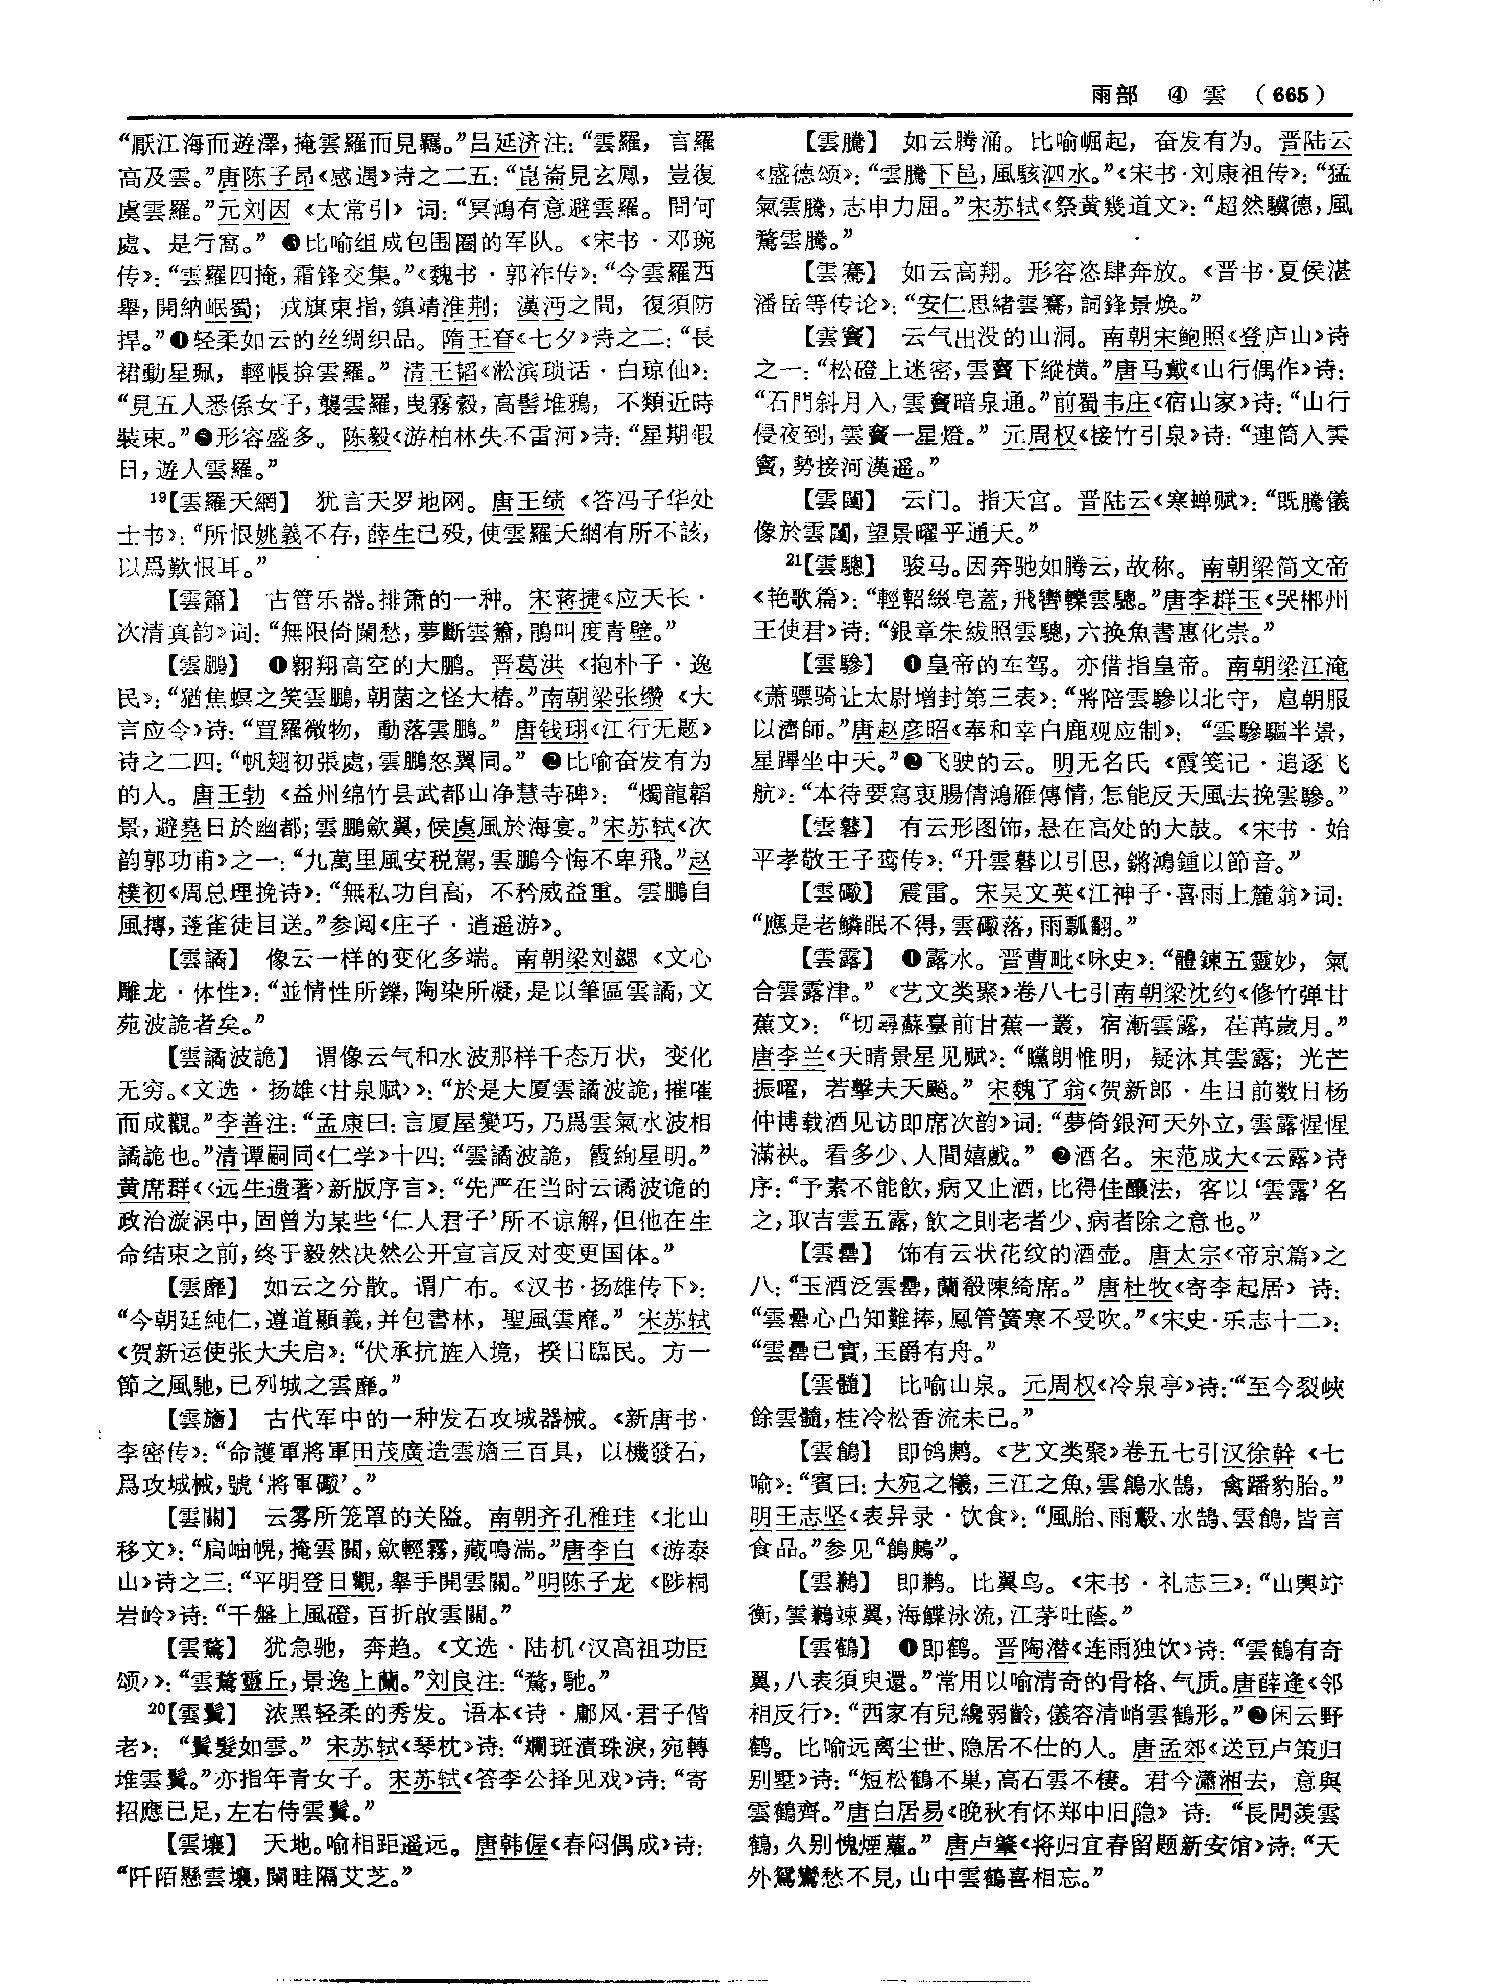 雨部 ④ 雲 （665）
“厭江海而遊澤，掩雲羅而見羈。”吕延济注：“雲羅，言羅
高及雲。”唐陈子昂《感遇》诗之二五：“崑崙見玄鳳，豈復
虞雲羅。”元刘因《太常引》词：“冥鴻有意避雲羅。問何
處、是行窩。”❸比喻组成包围圈的军队。《宋书·邓琬
传》：“雲羅四掩，霜锋交集。”《魏书·郭祚传》：“今雲羅西
舉，開納岷蜀；戎旗東指，鎮靖淮荆；漢沔之間，復須防
捍。”❹轻柔如云的丝绸织品。隋王眘《七夕》诗之二：“長
裙動星珮，輕帳揜雲羅。”清王韬《淞滨琐话·白琼仙》：
“見五人悉係女子，襲雲羅，曳霧縠，高髻堆鴉，不類近時
裝束。”❺形容盛多。陈毅《游柏林失不雷河》诗：“星期假
日，遊人雲羅。”
19【雲羅天網】 犹言天罗地网。唐王绩《答冯子华处
士书》：“所恨姚義不存，薛生已殁，使雲羅天網有所不該，
以爲歎恨耳。”
【雲簫】 古管乐器。排箫的一种。宋蒋捷《应天长·
次清真韵》词：“無限倚闌愁，夢斷雲簫，鵑叫度青壁。”
【雲鵬】 ❶翱翔高空的大鹏。晋葛洪《抱朴子·逸
民》：“猶焦螟之笑雲鵬，朝菌之怪大椿。”南朝梁张缵《大
言应令》诗：“罝羅微物，動落雲鵬。”唐钱珝《江行无题》
诗之二四：“帆翅初張處，雲鵬怒翼同。”❷比喻奋发有为
的人。唐王勃《益州绵竹县武都山净慧寺碑》：“燭龍韜
景，避堯日於幽都；雲鵬歛翼，候虞風於海宴。”宋苏轼《次
韵郭功甫》之一：“九萬里風安税駕，雲鵬今悔不卑飛。”赵
樸初《周总理挽诗》：“無私功自高，不矜威益重。雲鵬自
風摶，蓬雀徒目送。”参阅《庄子·逍遥游》。
【雲譎】 像云一样的变化多端。南朝梁刘勰《文心
雕龙·体性》：“並情性所鑠，陶染所凝，是以筆區雲譎，文
苑波詭者矣。”
【雲譎波詭】 谓像云气和水波那样千态万状，变化
无穷。《文选·扬雄〈甘泉赋〉》：“於是大厦雲譎波詭，摧嗺
而成觀。”李善注：“孟康曰：言厦屋變巧，乃爲雲氣水波相
譎詭也。”清谭嗣同《仁学》十四：“雲譎波詭，霞絢星明。”
黄席群《〈远生遗著〉新版序言》：“先严在当时云谲波诡的
政治漩涡中，固曾为某些‘仁人君子’所不谅解，但他在生
命结束之前，终于毅然决然公开宣言反对变更国体。”
【雲靡】 如云之分散。谓广布。《汉书·扬雄传下》：
“今朝廷純仁，遵道顯義，并包書林，聖風雲靡。”宋苏轼
《贺新运使张大夫启》：“伏承抗旌入境，揆日臨民。方一
節之風馳，已列城之雲靡。”
【雲旝】 古代军中的一种发石攻城器械。《新唐书·
李密传》：“命護軍將軍田茂廣造雲旝三百具，以機發石，
爲攻城械，號‘將軍礮’。”
【雲關】 云雾所笼罩的关隘。南朝齐孔稚珪《北山
移文》：“扃岫幌，掩雲關，歛輕霧，藏鳴湍。”唐李白《游泰
山》诗之三：“平明登日觀，舉手開雲關。”明陈子龙《陟桐
岩岭》诗：“千盤上風磴，百折啟雲關。”
【雲騖】 犹急驰，奔趋。《文选·陆机〈汉高祖功臣
颂〉》：“雲騖靈丘，景逸上蘭。”刘良注：“騖，馳。”
20【雲鬒】 浓黑轻柔的秀发。语本《诗·鄘风·君子偕
老》：“鬒髮如雲。”宋苏轼《琴枕》诗：“斕斑漬珠淚，宛轉
堆雲鬒。”亦指年青女子。宋苏轼《答李公择见戏》诗：“寄
招應已足，左右侍雲鬒。”
【雲壤】 天地。喻相距遥远。唐韩偓《春闷偶成》诗：
“阡陌懸雲壤，闌畦隔艾芝。”
【雲騰】 如云腾涌。比喻崛起，奋发有为。晋陆云
《盛德颂》：“雲騰下邑，風駭泗水。”《宋书·刘康祖传》：“猛
氣雲騰，志申力屈。”宋苏轼《祭黄幾道文》：“超然驥德，風
騖雲騰。”
【雲騫】 如云高翔。形容恣肆奔放。《晋书·夏侯湛
潘岳等传论》：“安仁思緒雲騫，詞鋒景焕。”
【雲竇】 云气出没的山洞。南朝宋鲍照《登庐山》诗
之一：“松磴上迷密，雲竇下縱横。”唐马戴《山行偶作》诗：
“石門斜月入，雲竇暗泉通。”前蜀韦庄《宿山家》诗：“山行
侵夜到，雲竇一星燈。”元周权《接竹引泉》诗：“連筒入雲
竇，勢接河漢遥。”
【雲闥】 云门。指天宫。晋陆云《寒蝉赋》：“既騰儀
像於雲闥，望景曜乎通天。”
21【雲驄】 骏马。因奔驰如腾云，故称。南朝梁简文帝
《艳歌篇》：“輕軺綴皂蓋，飛轡轢雲驄。”唐李群玉《哭郴州
王使君》诗：“銀章朱紱照雲驄，六换魚書惠化崇。”
【雲驂】 ❶皇帝的车驾。亦借指皇帝。南朝梁江淹
《萧骠骑让太尉增封第三表》：“將陪雲驂以北守，扈朝服
以濟師。”唐赵彦昭《奉和幸白鹿观应制》：“雲驂驅半景，
星蹕坐中天。”❷飞驶的云。明无名氏《霞笺记·追逐飞
航》：“本待要寫衷腸倩鴻雁傳情，怎能反天風去挽雲驂。”
【雲鼛】 有云形图饰，悬在高处的大鼓。《宋书·始
平孝敬王子鸾传》：“升雲鼛以引思，鏘鴻鍾以節音。”
【雲礮】 震雷。宋吴文英《江神子·喜雨上麓翁》词：
“應是老鱗眠不得，雲礮落，雨瓢翻。”
【雲露】 ❶露水。晋曹毗《咏史》：“體鍊五靈妙，氣
合雲露津。”《艺文类聚》卷八七引南朝梁沈约《修竹弹甘
蕉文》：“切尋蘇臺前甘蕉一叢，宿漸雲露，荏苒歲月。”
唐李兰《天晴景星见赋》：“曭朗惟明，疑沐其雲露；光芒
振曜，若擊夫天飈。”宋魏了翁《贺新郎·生日前数日杨
仲博载酒见访即席次韵》词：“夢倚銀河天外立，雲露惺惺
滿袂。看多少、人間嬉戲。”❷酒名。宋范成大《云露》诗
序：“予素不能飲，病又止酒，比得佳釀法，客以‘雲露’名
之，取吉雲五露，飲之則老者少、病者除之意也。”
【雲罍】 饰有云状花纹的酒壶。唐太宗《帝京篇》之
八：“玉酒泛雲罍，蘭殽陳綺席。”唐杜牧《寄李起居》诗：
“雲罍心凸知難捧，鳳管簧寒不受吹。”《宋史·乐志十二》：
“雲罍已實，玉爵有舟。”
【雲髓】 比喻山泉。元周权《冷泉亭》诗：“至今裂峽
餘雲髓，桂冷松香流未已。”
【雲鶬】 即鸧鸹。《艺文类聚》卷五七引汉徐幹《七
喻》：“賓曰：大宛之犧，三江之魚，雲鶬水鵠，禽蹯豹胎。”
明王志坚《表异录·饮食》：“風胎、雨鷇、水鵠、雲鶬，皆言
食品。”参见“鶬鴰”。
【雲鶼】 即鹣。比翼鸟。《宋书·礼志三》：“山輿竚
衡，雲鶼竦翼，海鰈泳流，江茅吐蔭。”
【雲鶴】 ❶即鹤。晋陶潜《连雨独饮》诗：“雲鶴有奇
翼，八表須臾還。”常用以喻清奇的骨格、气质。唐薛逢《邻
相反行》：“西家有兒纔弱齡，儀容清峭雲鶴形。”❷闲云野
鹤。比喻远离尘世、隐居不仕的人。唐孟郊《送豆卢策归
别墅》诗：“短松鶴不巢，高石雲不棲。君今瀟湘去，意與
雲鶴齊。”唐白居易《晚秋有怀郑中旧隐》诗：“長閒羨雲
鶴，久别愧煙蘿。”唐卢肇《将归宜春留题新安馆》诗：“天
外鴛鸞愁不見，山中雲鶴喜相忘。”